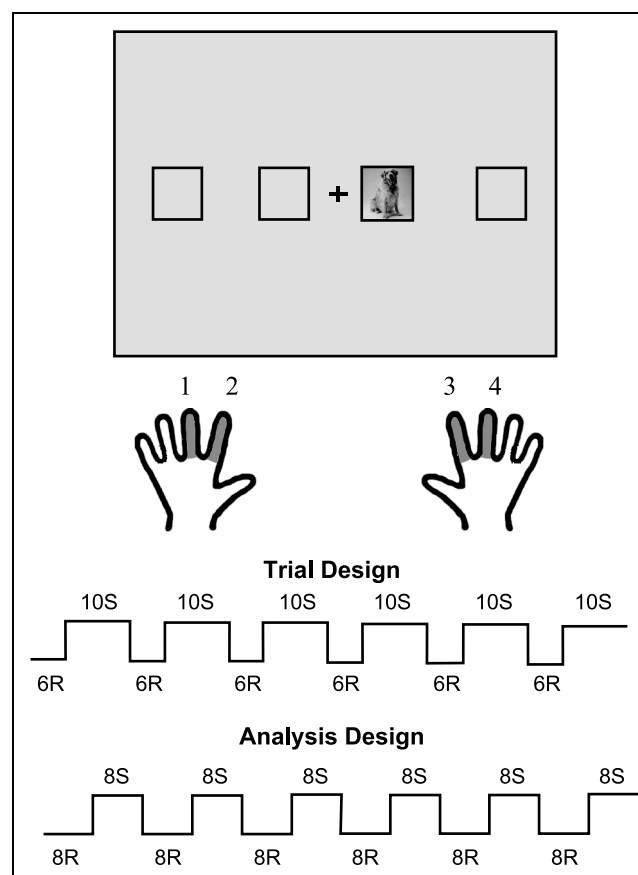 +
1 2 3 4
Trial Design
10S 10S 10S 10S 10S 10S
6R 6R 6R 6R 6R 6R
Analysis Design
8S 8S 8S 8S 8S 8S
8R 8R 8R 8R 8R 8R